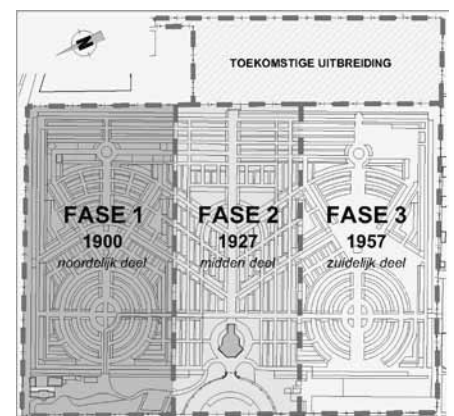 N
TOEKOMSTIGE UITBREIDING
FASE 1
1900
noordelijk deel
FASE 2
1927
midden deel
FASE 3
1957
zuidelijk deel